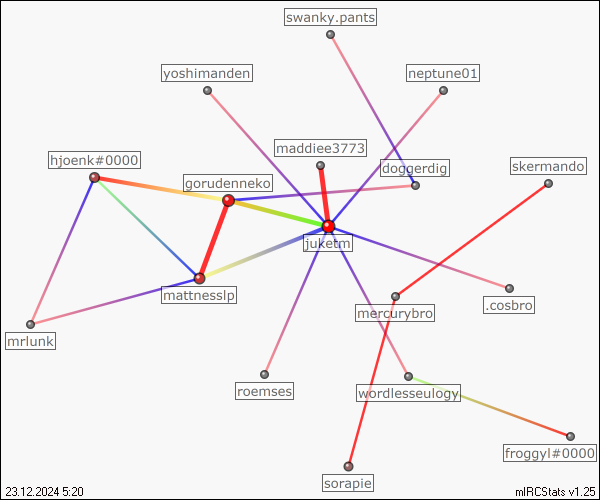 swanky.pants
yoshimanden
neptune01
maddiee3773
hjoenk#0000
doggerdig
skermando
gorudenneko
juketm
mattnesslp
.cosbro
mercurybro
mrlunk
roemses
wordlesseulogy
froggyl#0000
sorapie
23.12.2024 5:20
mIRCStats v1.25